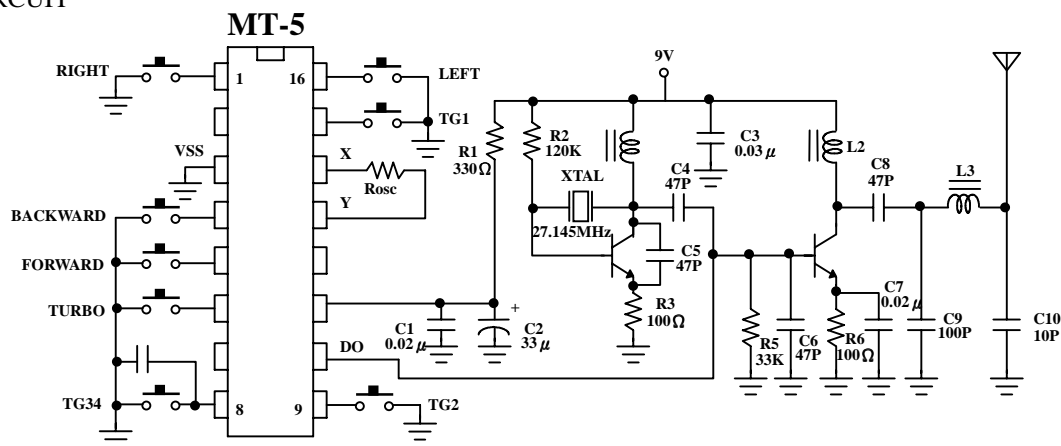 RCUIT
MT-5
RIGHT
1
16
LEFT
TG1
VSS
X
Rosc
Y
BACKWARD
FORWARD
TURBO
DO
TG34
8
9
TG2
9V
R1
330Ω
R2
120K
C3
0.03μ
L2
XTAL
27.145MHz
C4
47P
C5
47P
C8
47P
L3
R3
100Ω
C1
0.02μ
+
C2
33μ
R5
33K
C6
47P
R6
100Ω
C7
0.02μ
C9
100P
C10
10P